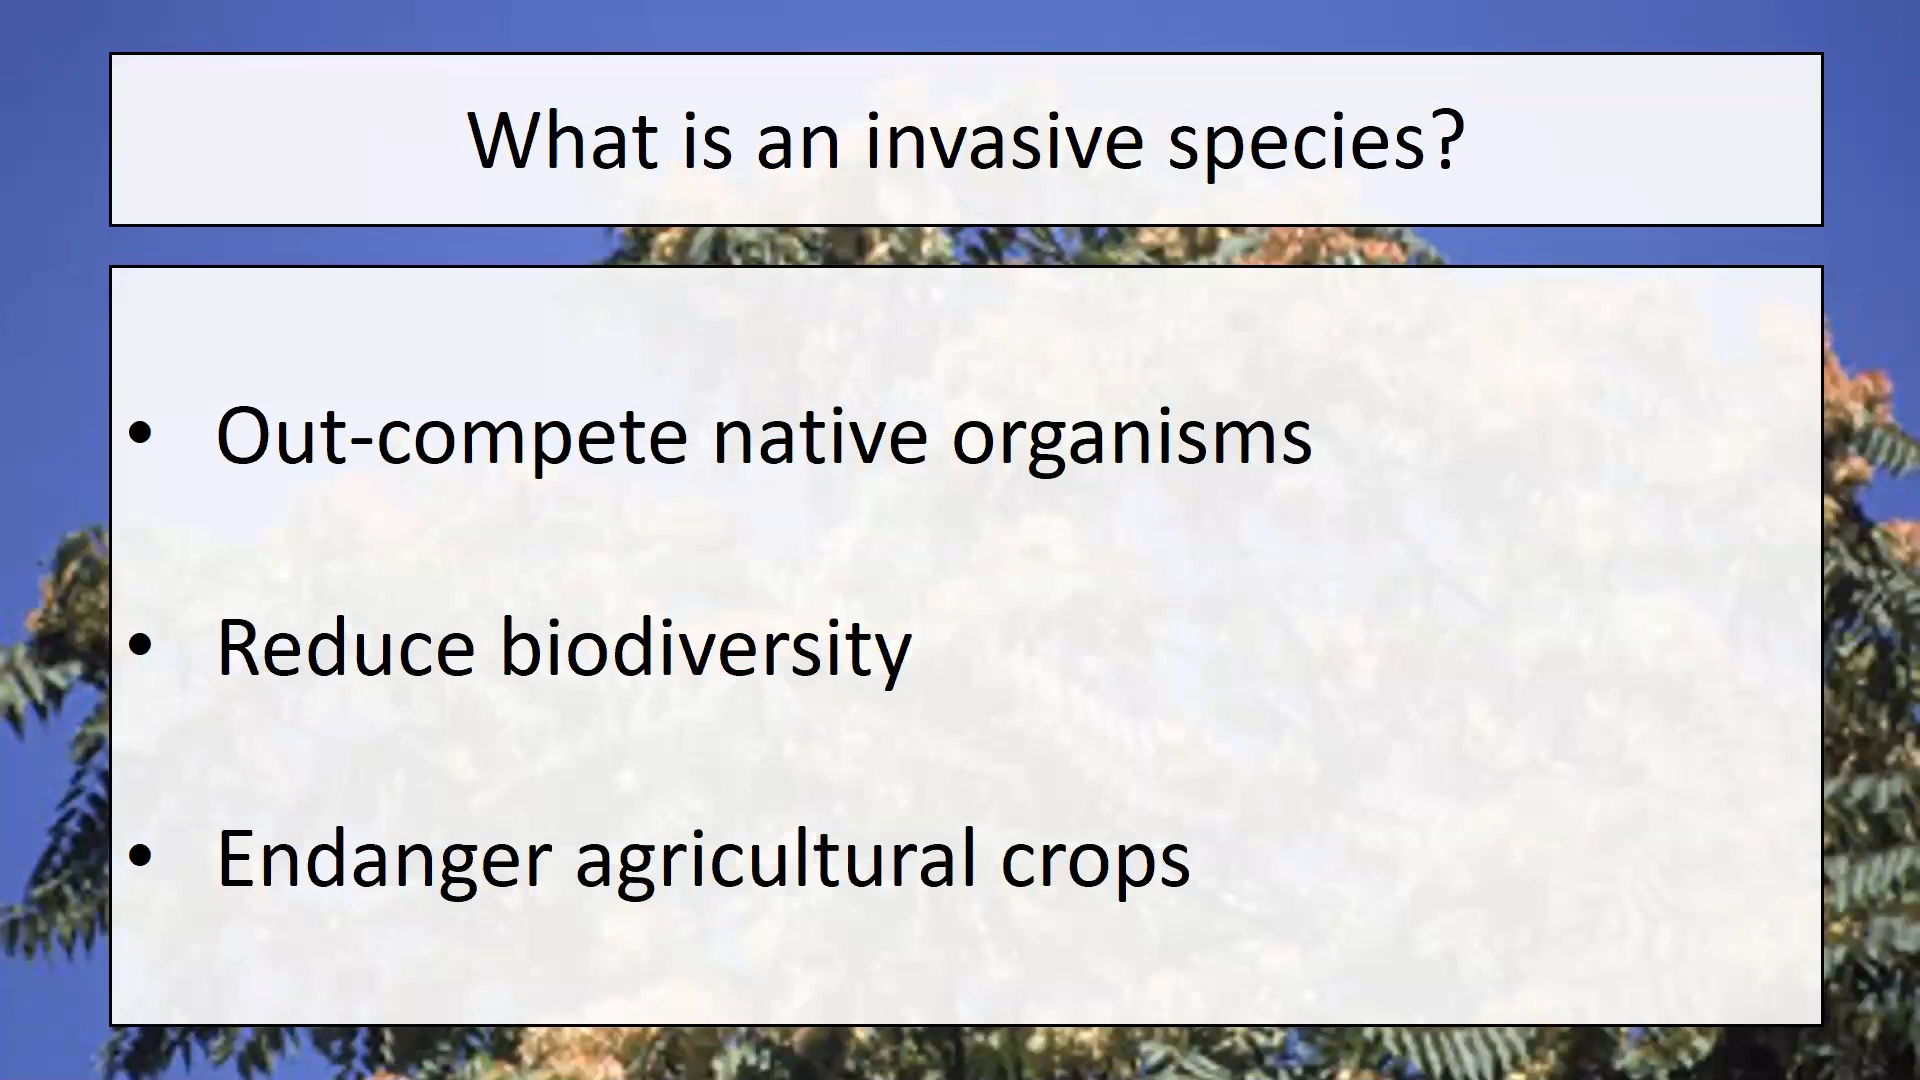 What is an invasive species?
• Out-compete native organisms
• Reduce biodiversity
• Endanger agricultural crops